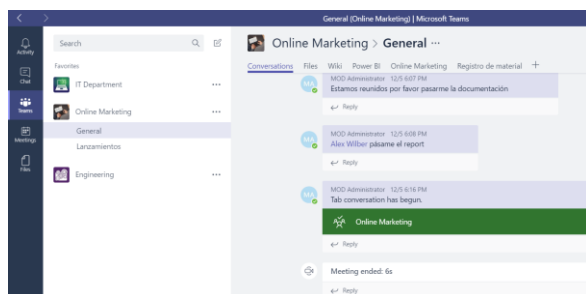 General (Online Marketing) | Microsoft Teams
Activity
Chat
Teams
Meetings
Files
Search
Favorites
IT Department
Online Marketing
General
Lanzamientos
Engineering
Online Marketing > General ···
Conversations Files Wiki Power BI Online Marketing Registro de material +
MA
MOD Administrator 12/5 6:07 PM
Estamos reunidos por favor pasarme la documentación
Reply
MA
MOD Administrator 12/5 6:08 PM
Alex Wilber pásame el report
Reply
MA
MOD Administrator 12/5 6:16 PM
Tab conversation has begun.
Online Marketing
Reply
Meeting ended: 6s
Reply